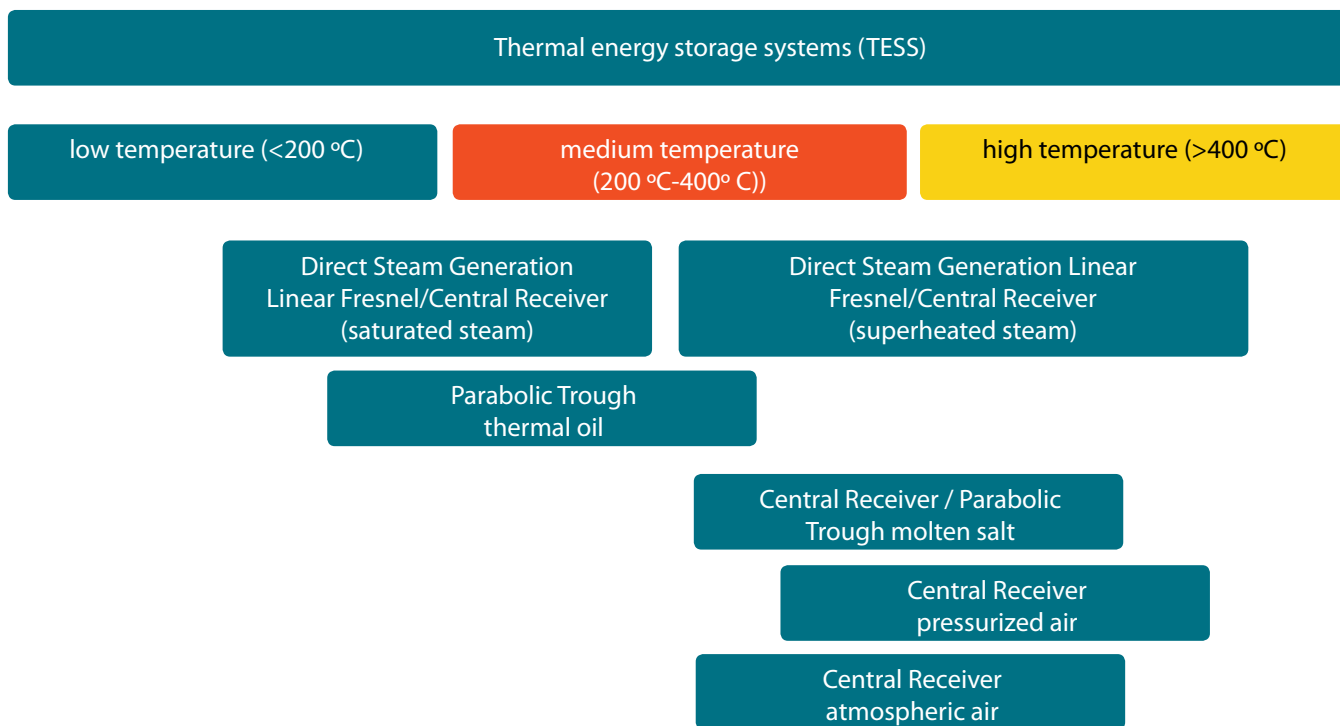 Thermal energy storage systems (TESS)
low temperature (<200 ºC)
medium temperature
(200 ºC-400º C))
high temperature (>400 ºC)
Direct Steam Generation
Linear Fresnel/Central Receiver
(saturated steam)
Direct Steam Generation Linear
Fresnel/Central Receiver
(superheated steam)
Parabolic Trough
thermal oil
Central Receiver / Parabolic
Trough molten salt
Central Receiver
pressurized air
Central Receiver
atmospheric air